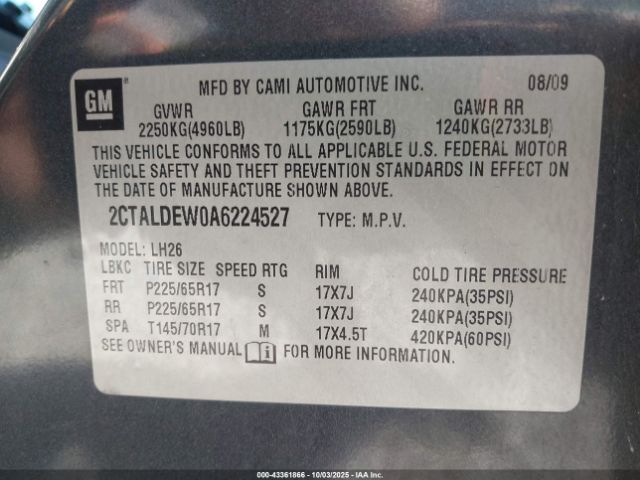 GM
MFD BY CAMI AUTOMOTIVE INC. 08/09
GVWR GAWR FRT GAWR RR
2250KG(4960LB) 1175KG(2590LB) 1240KG(2733LB)
THIS VEHICLE CONFORMS TO ALL APPLICABLE U.S. FEDERAL MOTOR
VEHICLE SAFETY AND THEFT PREVENTION STANDARDS IN EFFECT ON
THE DATE OF MANUFACTURE SHOWN ABOVE.
2CTALDEW0A6224527 TYPE: M.P.V.
MODEL: LH26
LBKC TIRE SIZE SPEED RTG RIM COLD TIRE PRESSURE
FRT P225/65R17 S 17X7J 240KPA(35PSI)
RR P225/65R17 S 17X7J 240KPA(35PSI)
SPA T145/70R17 M 17X4.5T 420KPA(60PSI)
SEE OWNER'S MANUAL i FOR MORE INFORMATION.
000-43361866 - 10/03/2025 - IAAI, Inc.